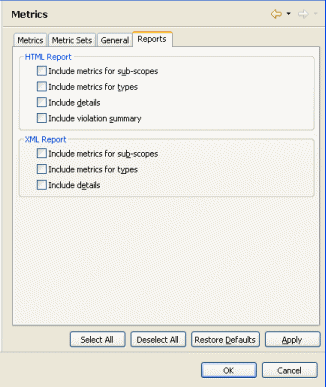 Metrics
Metrics Metric Sets General Reports
HTML Report
Include metrics for sub-scopes
Include metrics for types
Include details
Include violation summary
XML Report
Include metrics for sub-scopes
Include metrics for types
Include details
Select All Deselect All Restore Defaults Apply
OK Cancel